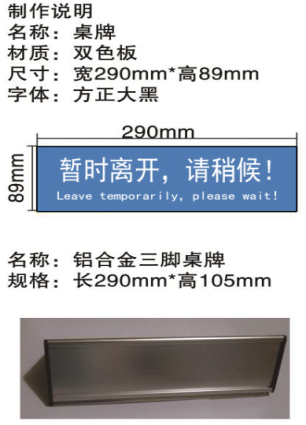 制作说明
名称：桌牌
材质：双色板
尺寸：宽290mm*高89mm
字体：方正大黑
290mm
89mm
暂时离开，请稍候！
Leave temporarily, please wait!
名称：铝合金三脚桌牌
规格：长290mm*高105mm